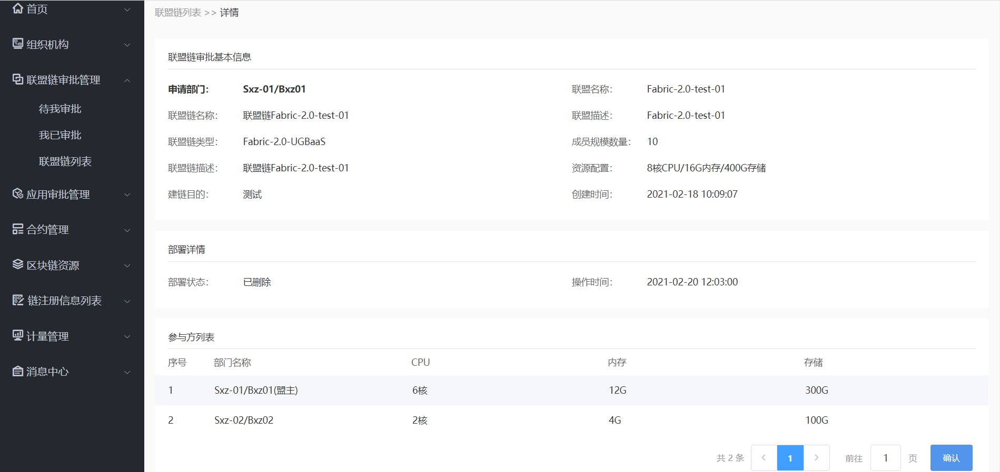 首页
组织机构
联盟链审批管理
待我审批
我已审批
联盟链列表
应用审批管理
合约管理
区块链资源
链注册信息列表
计量管理
消息中心
联盟链列表 >> 详情
联盟链审批基本信息
申请部门： Sxz-01/Bxz01 联盟名称： Fabric-2.0-test-01
联盟链名称： 联盟链Fabric-2.0-test-01 联盟描述： Fabric-2.0-test-01
联盟链类型： Fabric-2.0-UGBaaS 成员规模数量： 10
联盟链描述： 联盟链Fabric-2.0-test-01 资源配置： 8核CPU/16G内存/400G存储
建链目的： 测试 创建时间： 2021-02-18 10:09:07
部署详情
部署状态： 已删除 操作时间： 2021-02-20 12:03:00
参与方列表
序号 部门名称 CPU 内存 存储
1 Sxz-01/Bxz01(盟主) 6核 12G 300G
2 Sxz-02/Bxz02 2核 4G 100G
共 2 条 < 1 > 前往 1 页 确认